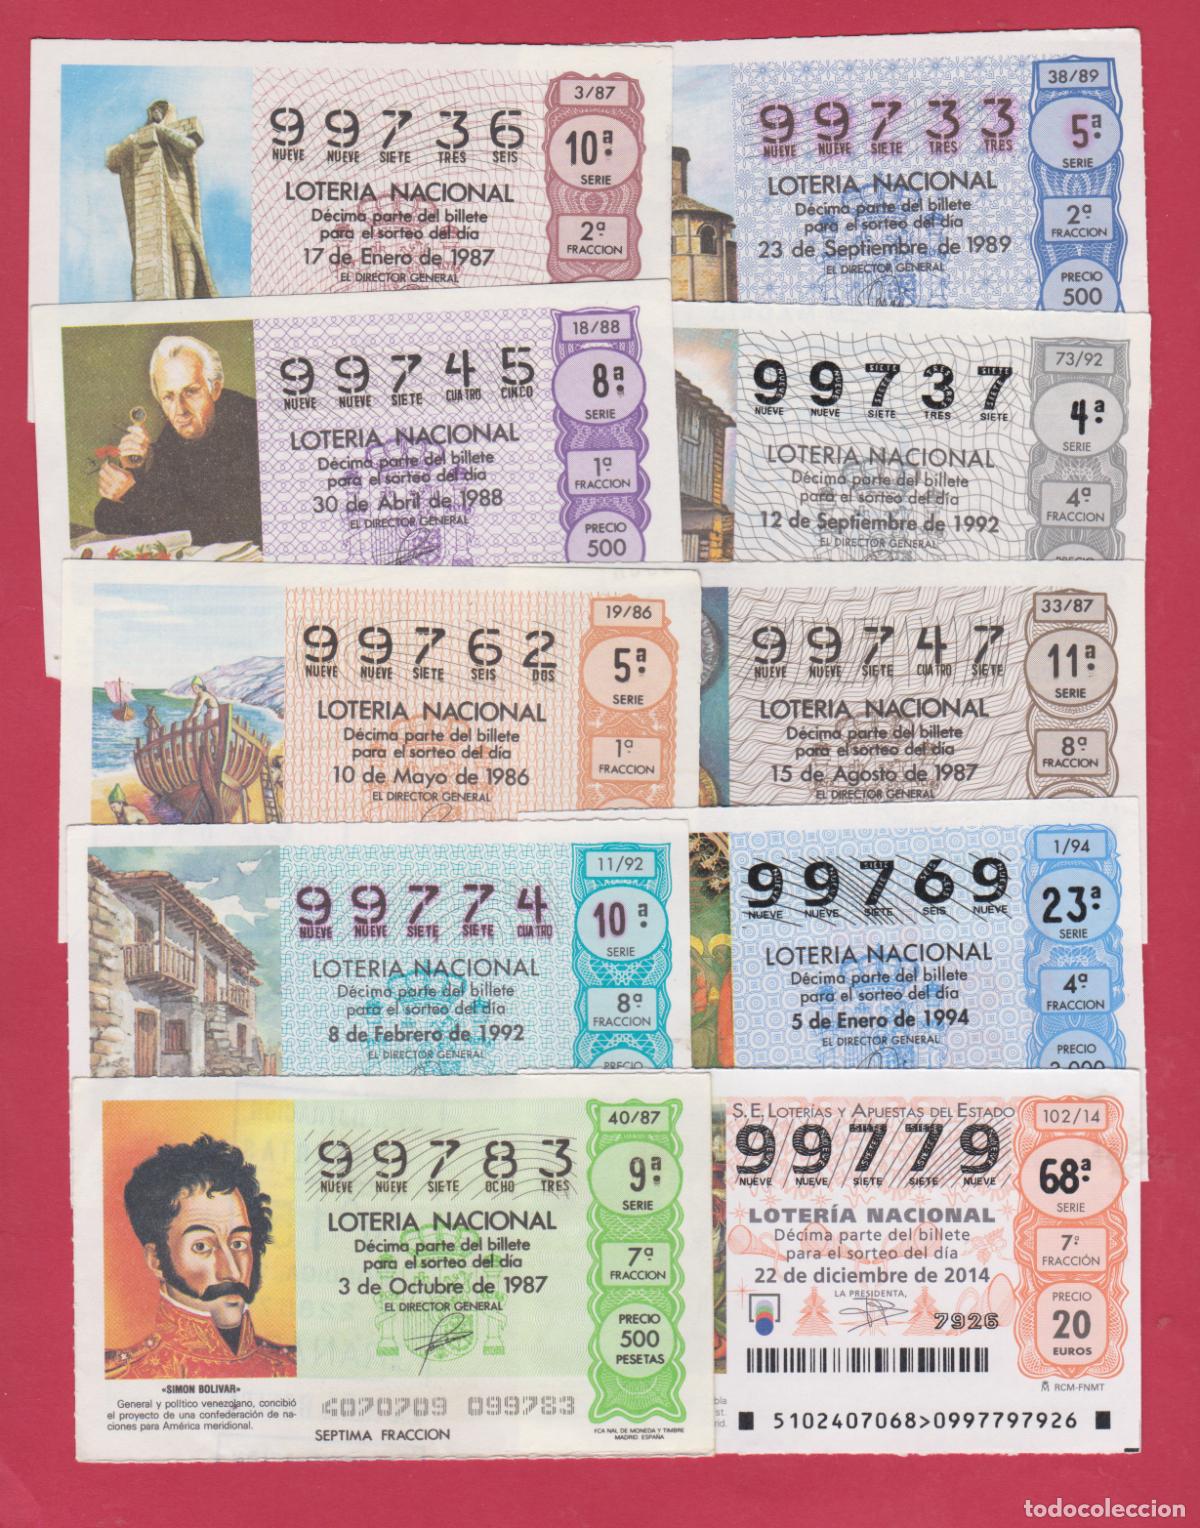 3/87
99736
NUEVE NUEVE SIETE TRES SEIS
10ª
SERIE
LOTERIA NACIONAL
Décima parte del billete
para el sorteo del día
17 de Enero de 1987
EL DIRECTOR GENERAL
2ª
FRACCION
38/89
99733
NUEVE NUEVE SIETE TRES TRES
5ª
SERIE
LOTERIA NACIONAL
Décima parte del billete
para el sorteo del día
23 de Septiembre de 1989
EL DIRECTOR GENERAL
2ª
FRACCION
PRECIO
500
18/88
99745
NUEVE NUEVE SIETE CUATRO CINCO
8ª
SERIE
LOTERIA NACIONAL
Décima parte del billete
para el sorteo del día
30 de Abril de 1988
EL DIRECTOR GENERAL
1ª
FRACCION
PRECIO
500
73/92
99737
NUEVE NUEVE SIETE TRES SIETE
4ª
SERIE
LOTERIA NACIONAL
Décima parte del billete
para el sorteo del día
12 de Septiembre de 1992
EL DIRECTOR GENERAL
4ª
FRACCION
PRECIO
19/86
99762
NUEVE NUEVE SIETE SEIS DOS
5ª
SERIE
LOTERIA NACIONAL
Décima parte del billete
para el sorteo del día
10 de Mayo de 1986
EL DIRECTOR GENERAL
1ª
FRACCION
33/87
99747
NUEVE NUEVE SIETE CUATRO SIETE
11ª
SERIE
LOTERIA NACIONAL
Décima parte del billete
para el sorteo del día
15 de Agosto de 1987
EL DIRECTOR GENERAL
8ª
FRACCION
11/92
99774
NUEVE NUEVE SIETE SIETE CUATRO
10ª
SERIE
LOTERIA NACIONAL
Décima parte del billete
para el sorteo del día
8 de Febrero de 1992
EL DIRECTOR GENERAL
8ª
FRACCION
PRECIO
1/94
99769
NUEVE NUEVE SIETE SEIS NUEVE
23ª
SERIE
LOTERIA NACIONAL
Décima parte del billete
para el sorteo del día
5 de Enero de 1994
EL DIRECTOR GENERAL
4ª
FRACCION
PRECIO
40/87
99783
NUEVE NUEVE SIETE OCHO TRES
9ª
SERIE
LOTERIA NACIONAL
Décima parte del billete
para el sorteo del día
3 de Octubre de 1987
EL DIRECTOR GENERAL
7ª
FRACCION
PRECIO
500
PESETAS
«SIMON BOLIVAR»
General y político venezolano, concibió
el proyecto de una confederación de na-
ciones para América meridional.
4070709 099783
SEPTIMA FRACCION
FCA NAL DE MONEDA Y TIMBRE
MADRID. ESPAÑA
S.E. LOTERÍAS Y APUESTAS DEL ESTADO
102/14
99779
NUEVE NUEVE SIETE SIETE NUEVE
68ª
SERIE
LOTERÍA NACIONAL
Décima parte del billete
para el sorteo del día
22 de diciembre de 2014
LA PRESIDENTA,
7926
7ª
FRACCIÓN
PRECIO
20
EUROS
RCM-FNMT
5102407068>0997797926
todocoleccion